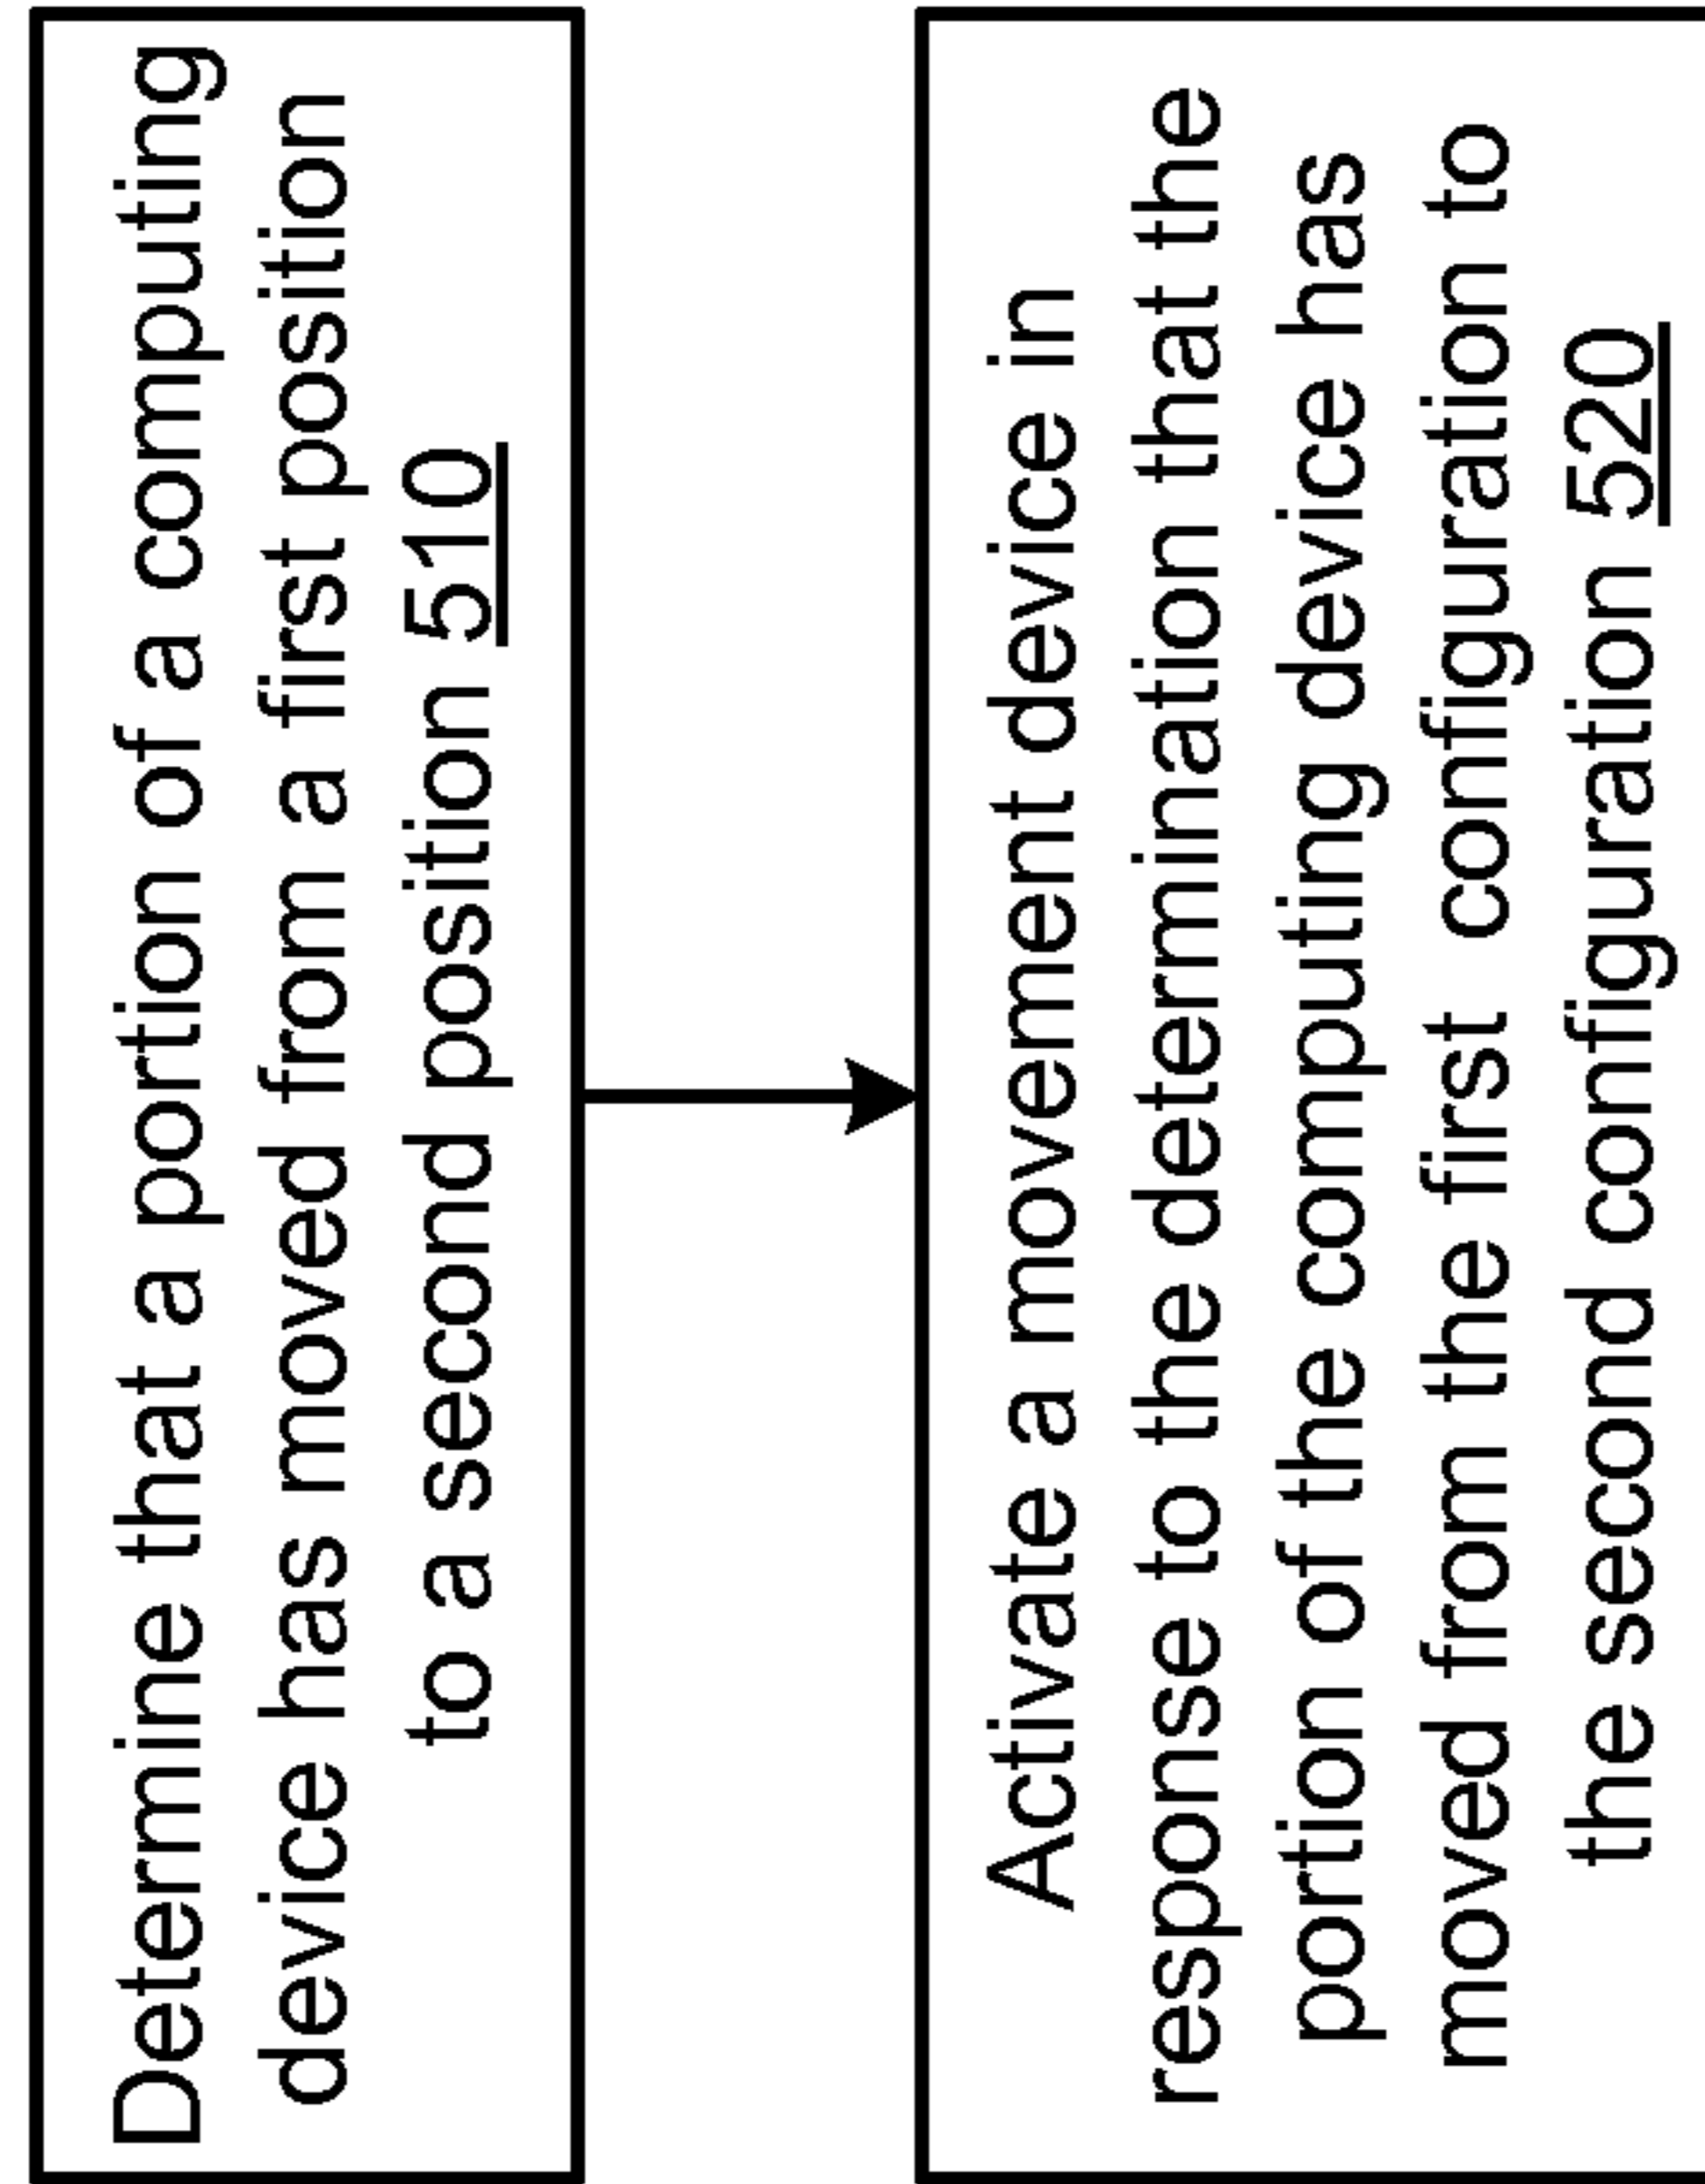 Determine that a portion of a computing
device has moved from a first position
to a second position 510
Activate a movement device in
response to the determination that the
portion of the computing device has
moved from the first  configuration to
the second configuration 520